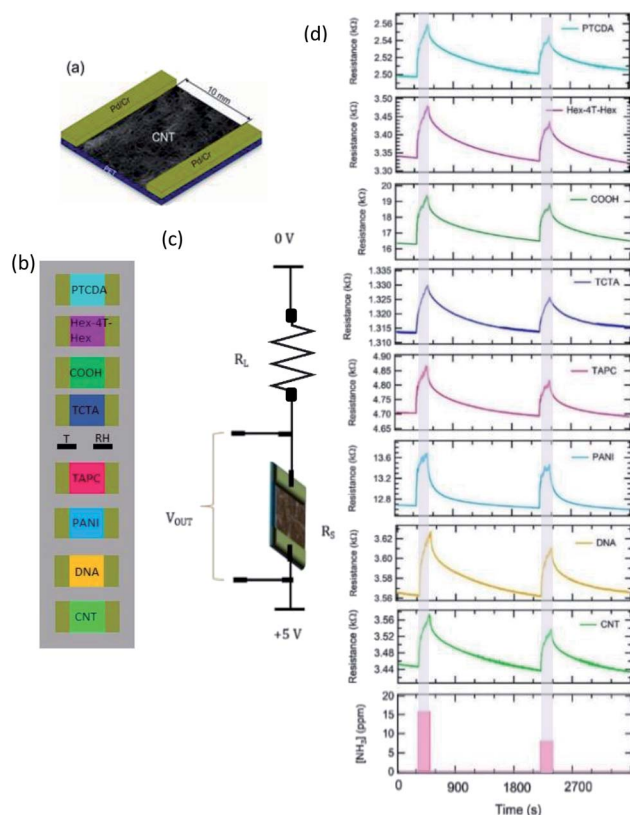 (a)
Pd/Cr
10 mm
CNT
Pd/Cr
PET
(b)
PTCDA
Hex-4T-
Hex
COOH
TCTA
T RH
TAPC
PANI
DNA
CNT
(c)
0 V
R_L
V_OUT
R_S
+5 V
(d)
Resistance (kΩ)
2.56
2.54
2.52
2.50
PTCDA
Resistance (kΩ)
3.50
3.45
3.40
3.35
3.30
Hex-4T-Hex
Resistance (kΩ)
19
18
17
16
COOH
Resistance (kΩ)
1.335
1.325
1.320
1.315
1.310
TCTA
Resistance (kΩ)
4.90
4.85
4.80
4.75
4.70
4.65
TAPC
Resistance (kΩ)
13.6
13.2
12.8
PANI
Resistance (kΩ)
3.62
3.60
3.58
3.56
DNA
Resistance (kΩ)
3.56
3.52
3.48
3.44
CNT
[NH₃] (ppm)
20
15
10
5
0
0 900 1800 2700
Time (s)